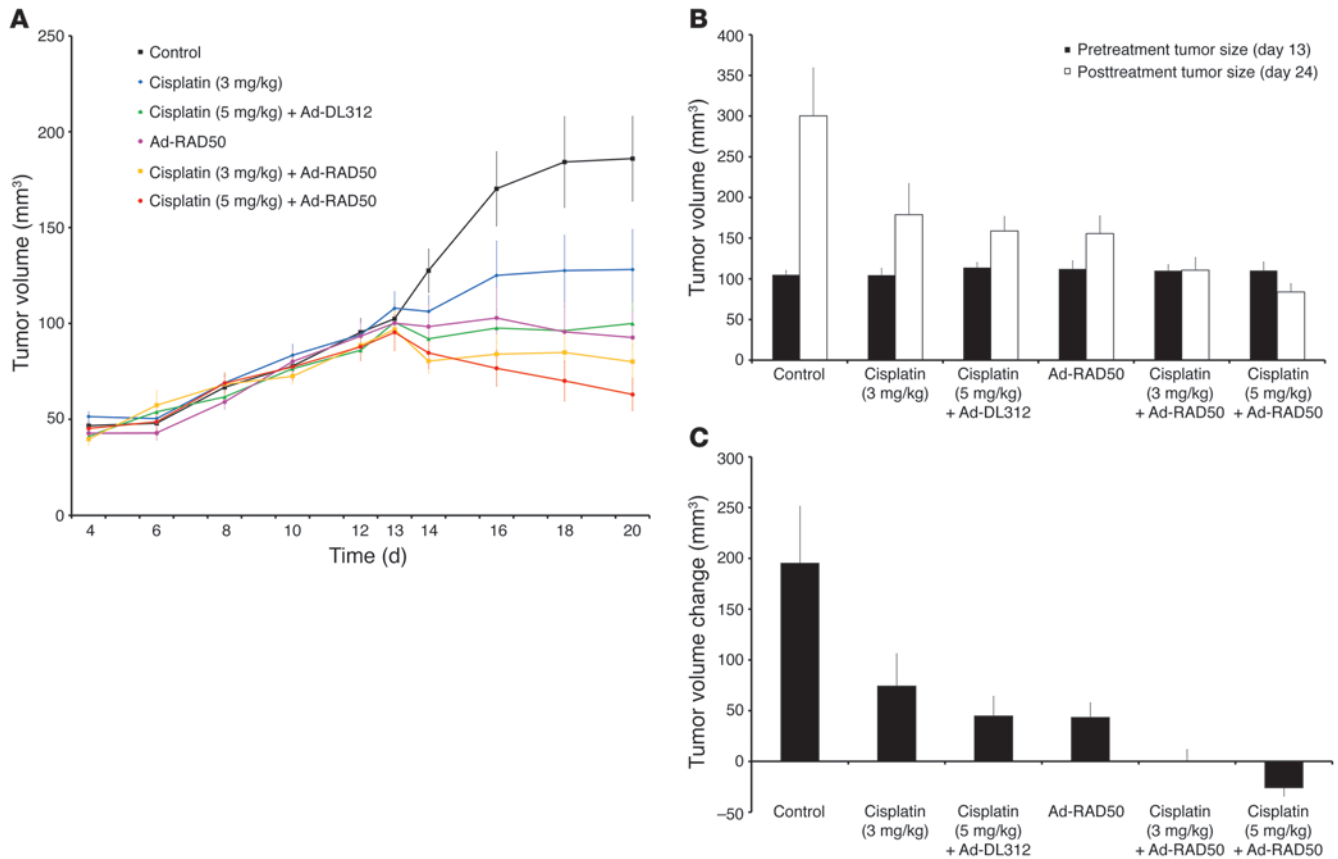 A
250
200
150
100
50
0
Tumor volume (mm³)
Control
Cisplatin (3 mg/kg)
Cisplatin (5 mg/kg) + Ad-DL312
Ad-RAD50
Cisplatin (3 mg/kg) + Ad-RAD50
Cisplatin (5 mg/kg) + Ad-RAD50
4 6 8 10 12 13 14 16 18 20
Time (d)
B
400
350
300
250
200
150
100
50
0
Tumor volume (mm³)
Pretreatment tumor size (day 13)
Posttreatment tumor size (day 24)
Control
Cisplatin
(3 mg/kg)
Cisplatin
(5 mg/kg)
+ Ad-DL312
Ad-RAD50
Cisplatin
(3 mg/kg)
+ Ad-RAD50
Cisplatin
(5 mg/kg)
+ Ad-RAD50
C
300
250
200
150
100
50
0
–50
Tumor volume change (mm³)
Control
Cisplatin
(3 mg/kg)
Cisplatin
(5 mg/kg)
+ Ad-DL312
Ad-RAD50
Cisplatin
(3 mg/kg)
+ Ad-RAD50
Cisplatin
(5 mg/kg)
+ Ad-RAD50